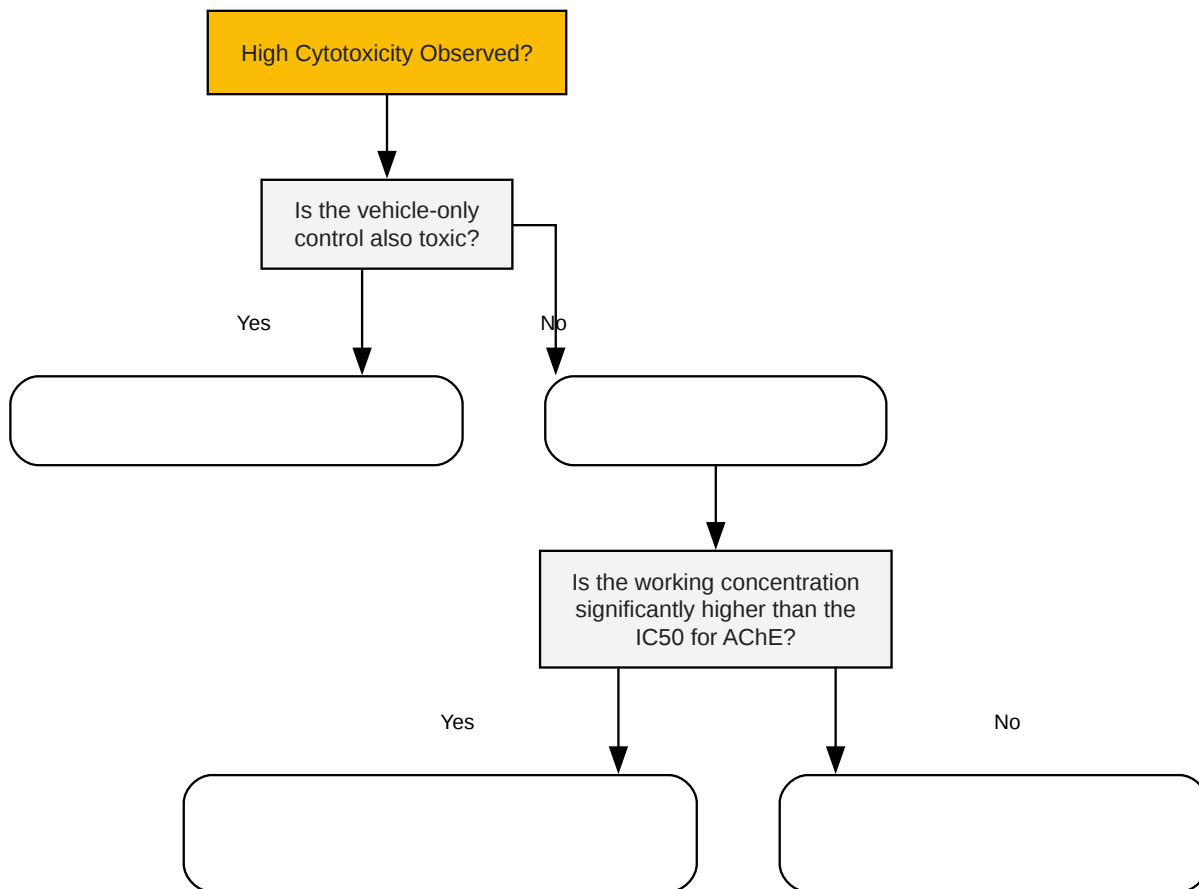 High Cytotoxicity Observed?
Is the vehicle-only
control also toxic?
Yes
No
Is the working concentration
significantly higher than the
IC50 for AChE?
Yes
No